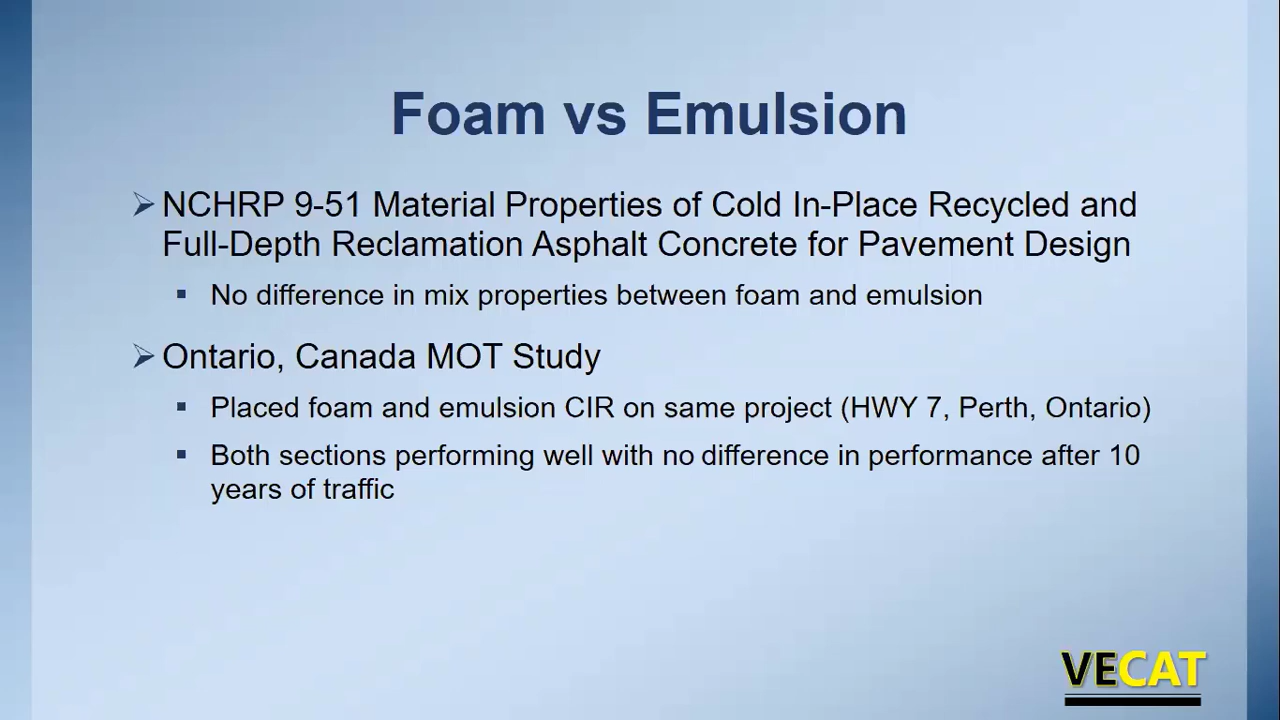 Foam vs Emulsion
NCHRP 9-51 Material Properties of Cold In-Place Recycled and
Full-Depth Reclamation Asphalt Concrete for Pavement Design
No difference in mix properties between foam and emulsion
Ontario, Canada MOT Study
Placed foam and emulsion CIR on same project (HWY 7, Perth, Ontario)
Both sections performing well with no difference in performance after 10
years of traffic
VECAT